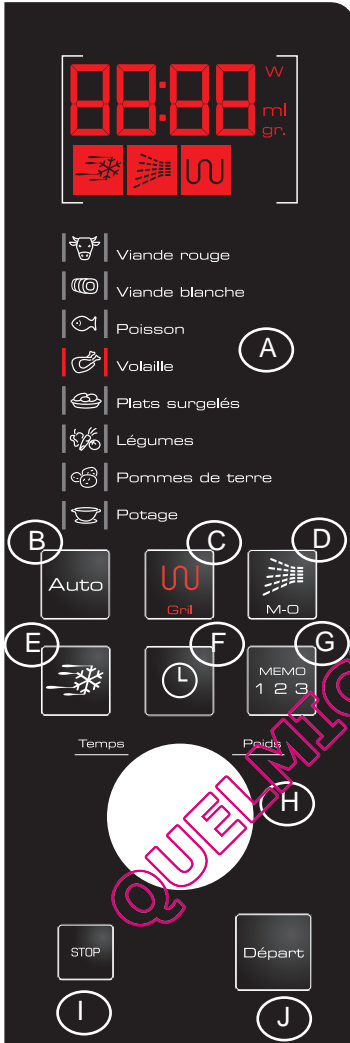 88:88 W
ml
gr.
Viande rouge
Viande blanche
Poisson
A
Volaille
Plats surgelés
Légumes
Pommes de terre
Potage
B C D
Auto Gril M-O
E F G
MEMO
1 2 3
Temps Poids
H
QUELMIO
STOP Départ
I J